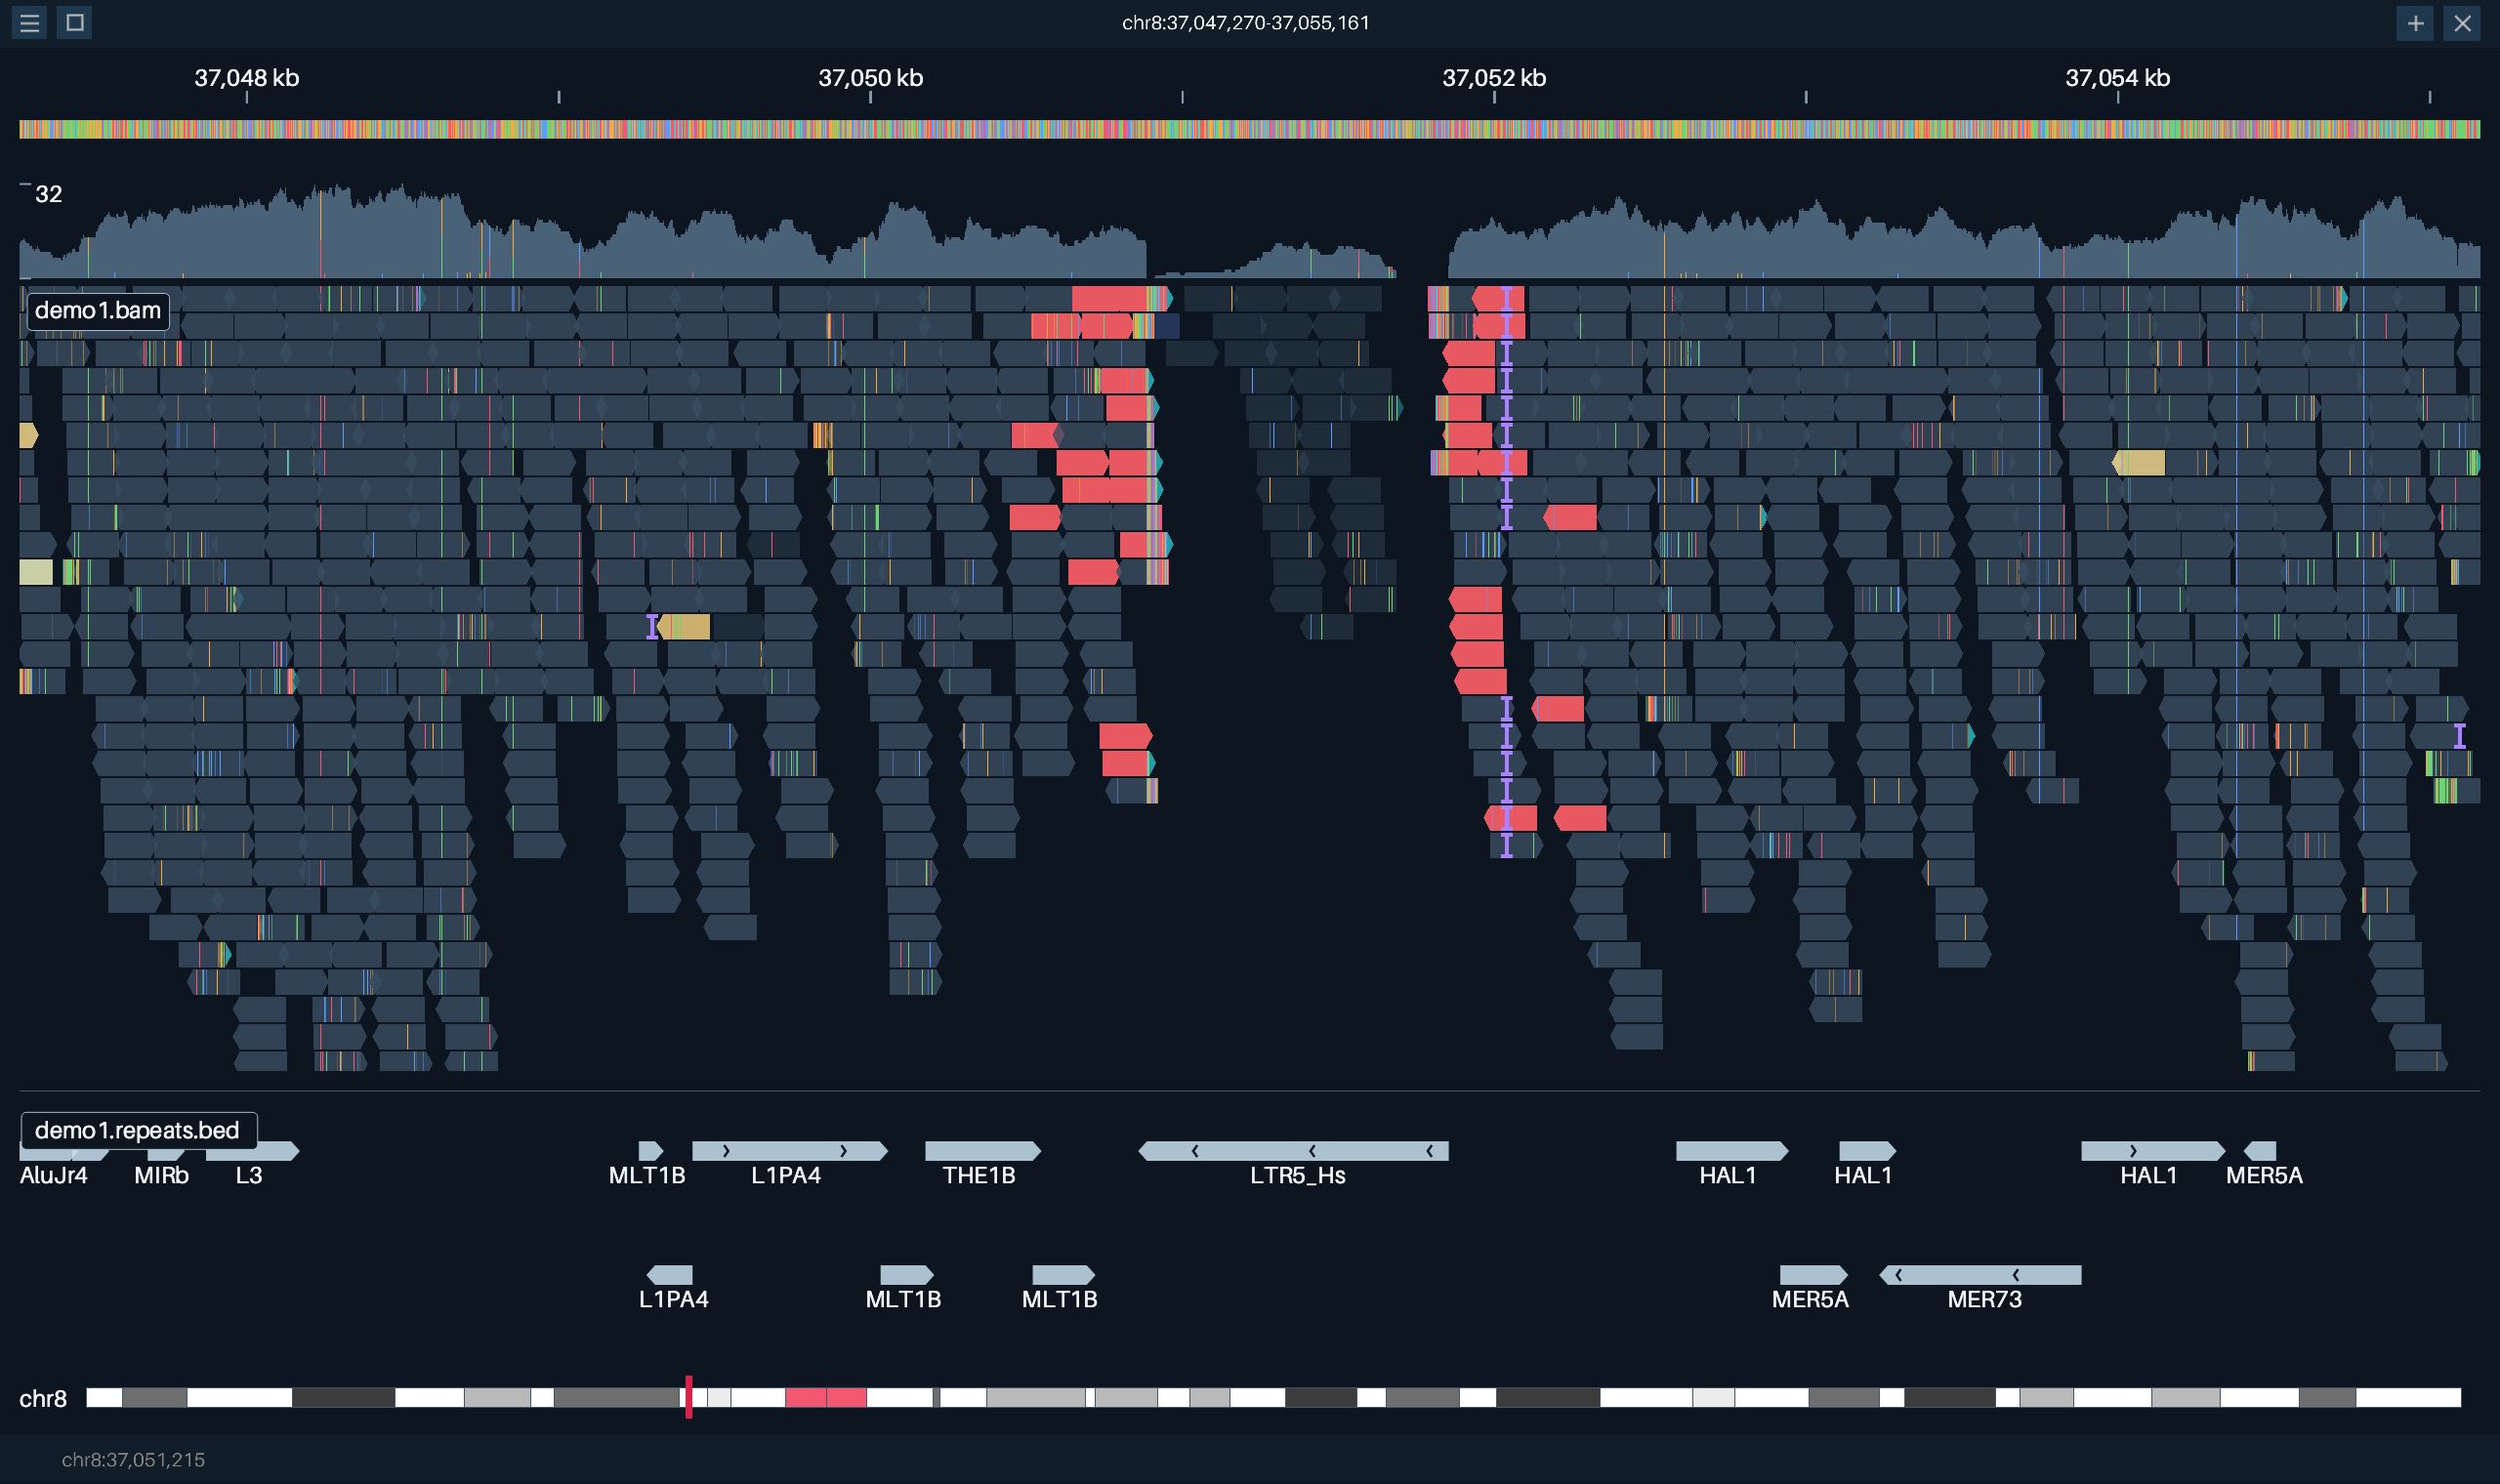 chr8:37,047,270-37,055,161
37,048 kb
37,050 kb
37,052 kb
37,054 kb
32
demo1.bam
demo1.repeats.bed
AluJr4
MIRb
L3
MLT1B
L1PA4
THE1B
LTR5_Hs
HAL1
HAL1
HAL1
MER5A
L1PA4
MLT1B
MLT1B
MER5A
MER73
chr8
chr8:37,051,215